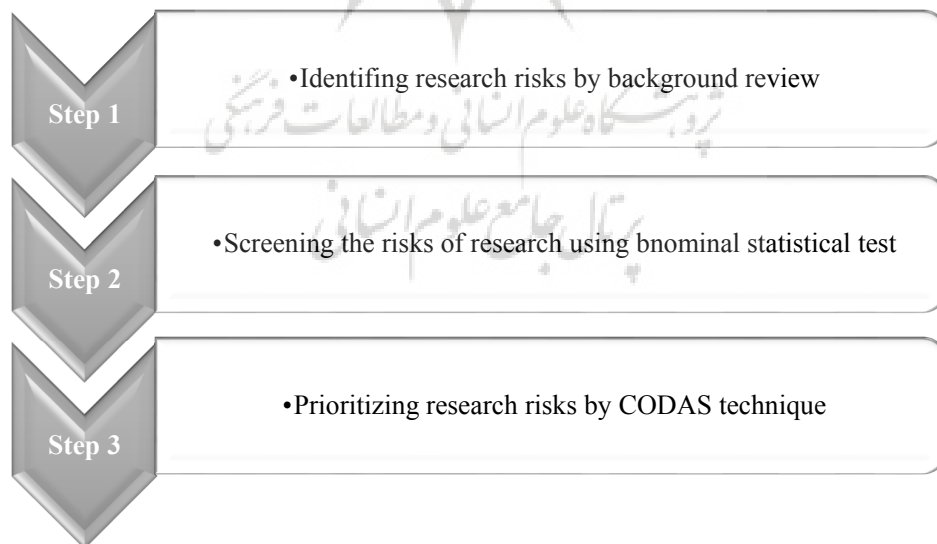 Step 1
•Identifing research risks by background review
پژوهشگاه علوم انسانی و مطالعات فرهنگی
پرتال جامع علوم انسانی
Step 2
•Screening the risks of research using bnominal statistical test
Step 3
•Prioritizing research risks by CODAS technique